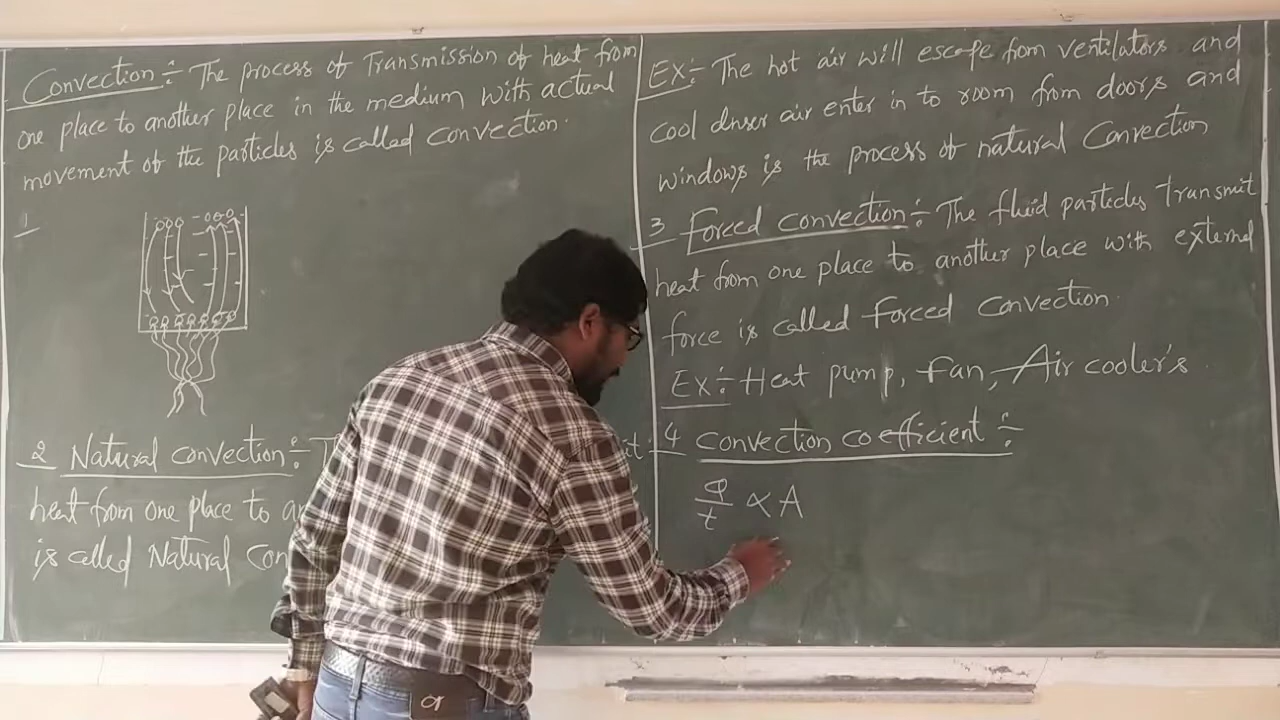 Convection ÷ The process of Transmission of heat from
one place to another place in the medium with actual
movement of the particles is called convection.
1
2 Natural convection ÷
heat from one place to
is called Natural
Ex ÷ The hot air will escape from ventilators and
cool dnser air enter in to room from doors and
windows is the process of natural Convection
3 Forced convection ÷ The fluid particles transmit
heat from one place to another place with external
force is called Forced Convection.
Ex ÷ Heat pump, Fan, Air cooler's.
4 Convection coefficient ÷
Q/t ∝ A